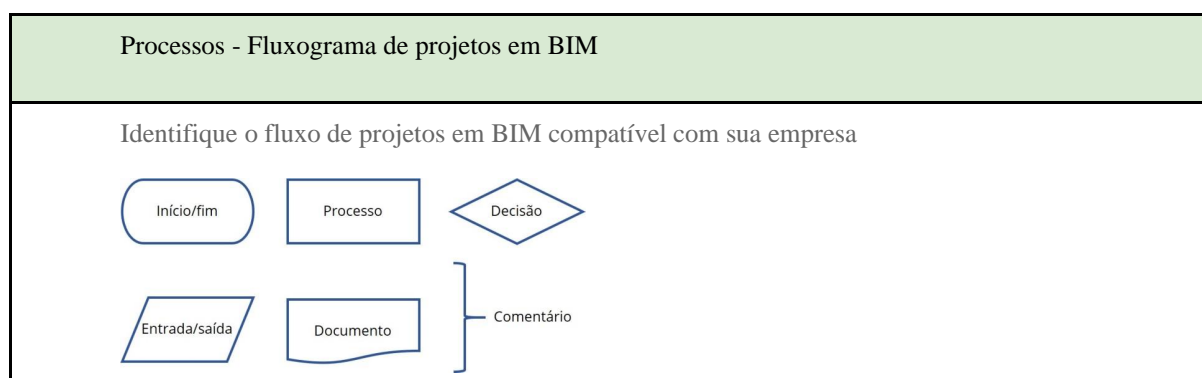 Processos - Fluxograma de projetos em BIM
Identifique o fluxo de projetos em BIM compatível com sua empresa
Início/fim
Processo
Decisão
Entrada/saída
Documento
Comentário